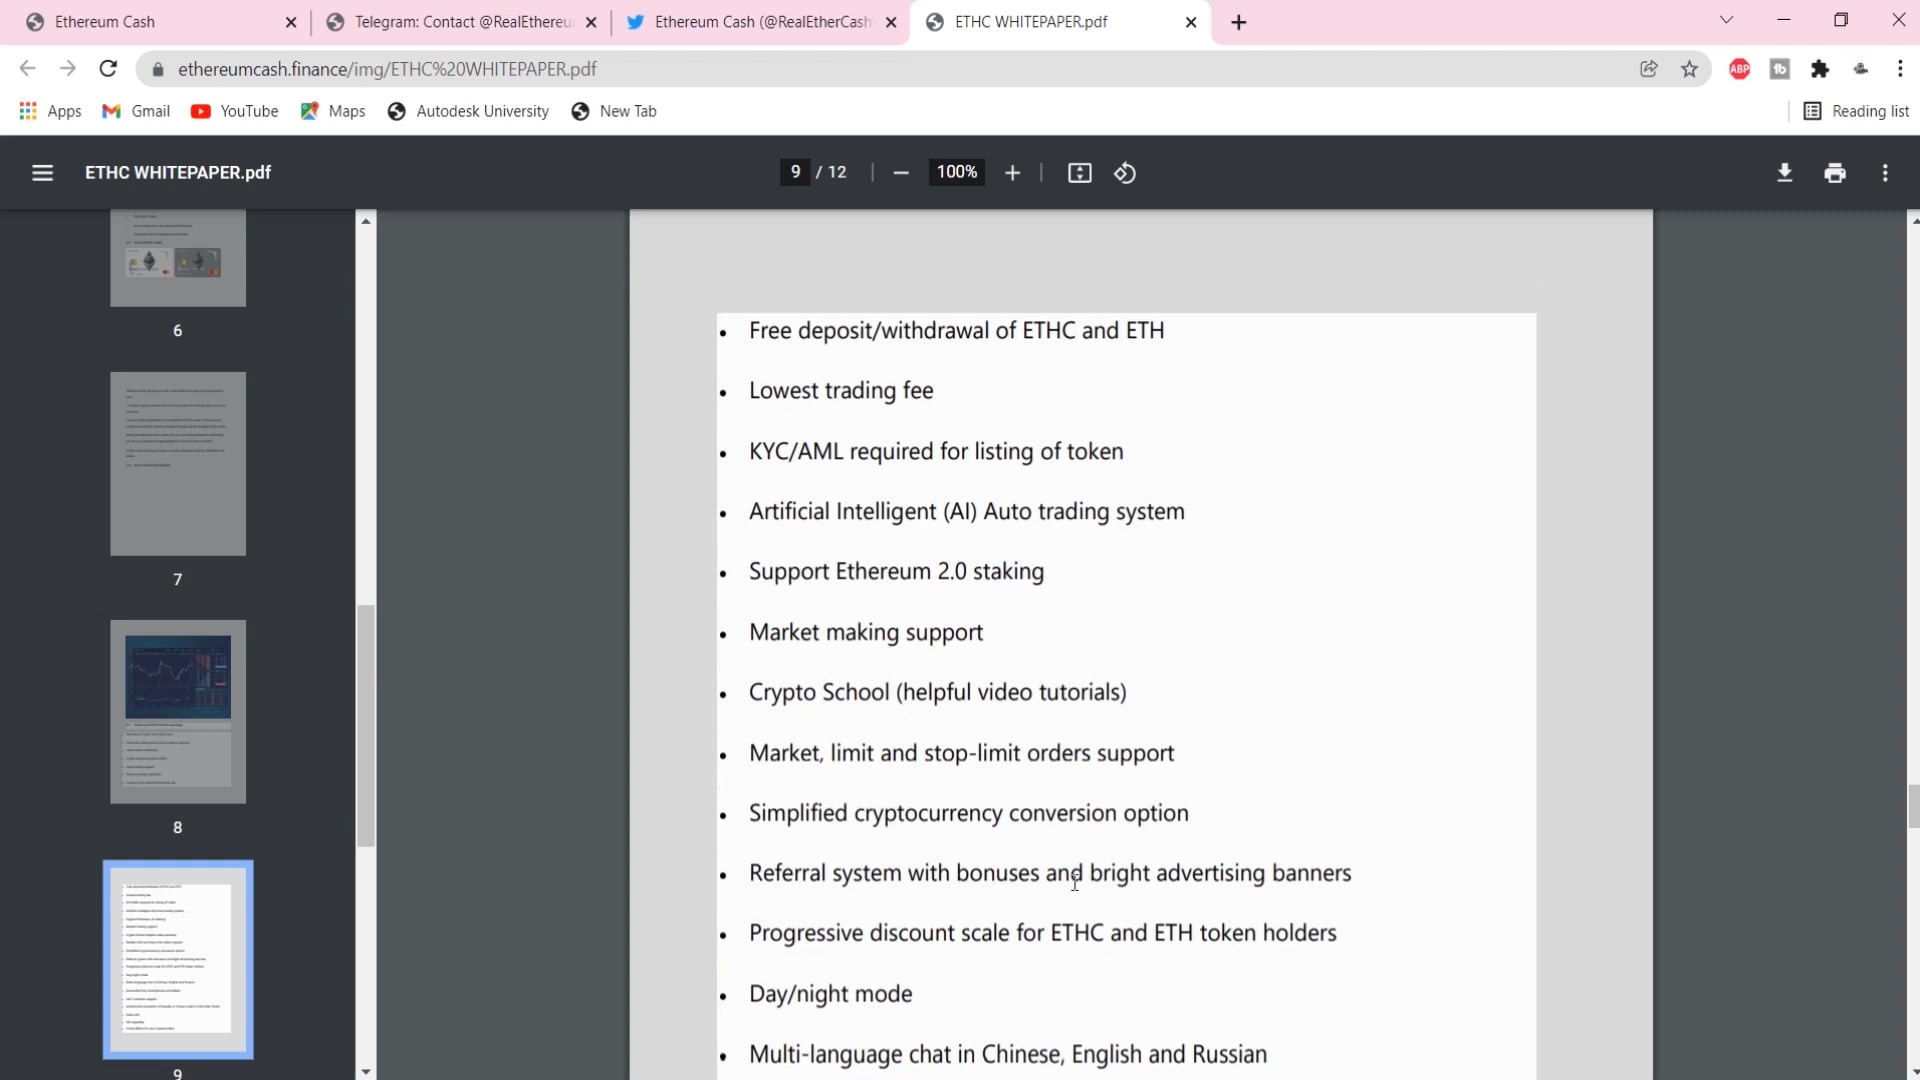 Ethereum Cash
Telegram: Contact @RealEthereu
Ethereum Cash (@RealEtherCash
ETHC WHITEPAPER.pdf
ethereumcash.finance/img/ETHC%20WHITEPAPER.pdf
ABP
Apps
Gmail
YouTube
Maps
Autodesk University
New Tab
Reading list
ETHC WHITEPAPER.pdf
9 / 12
100%
6
7
8
9
• Free deposit/withdrawal of ETHC and ETH
• Lowest trading fee
• KYC/AML required for listing of token
• Artificial Intelligent (AI) Auto trading system
• Support Ethereum 2.0 staking
• Market making support
• Crypto School (helpful video tutorials)
• Market, limit and stop-limit orders support
• Simplified cryptocurrency conversion option
• Referral system with bonuses and bright advertising banners
• Progressive discount scale for ETHC and ETH token holders
• Day/night mode
• Multi-language chat in Chinese, English and Russian